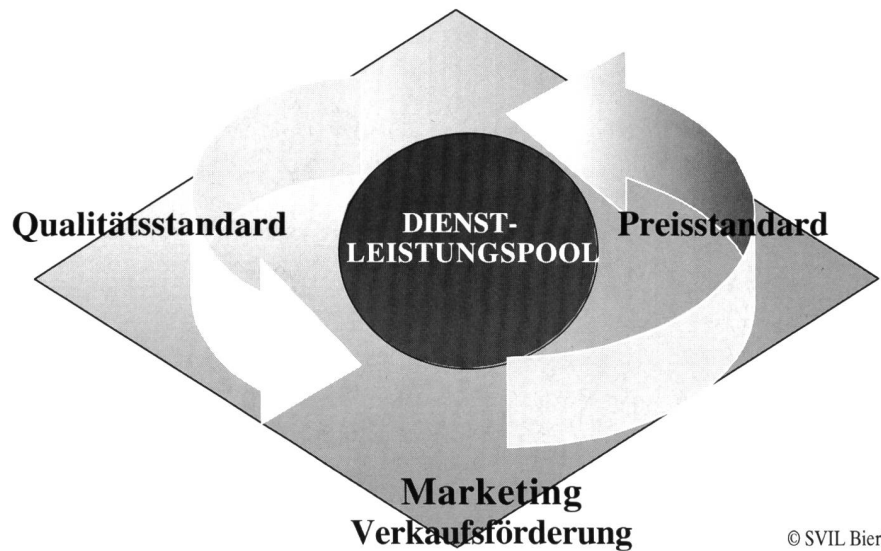 Qualitätsstandard
DIENST-
LEISTUNGSPOOL
Preisstandard
Marketing
Verkaufsförderung
© SVIL Bier